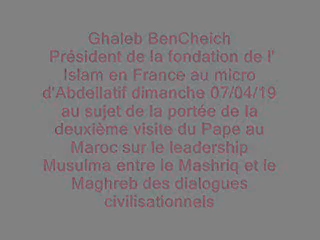 Ghaleb BenCheich
Président de la fondation de l'
Islam en France au micro
d'Abdellatif dimanche 07/04/19
au sujet de la portée de la
deuxième visite du Pape au
Maroc sur le leadership
Musulma entre le Mashriq et le
Maghreb des dialogues
civilisationnels